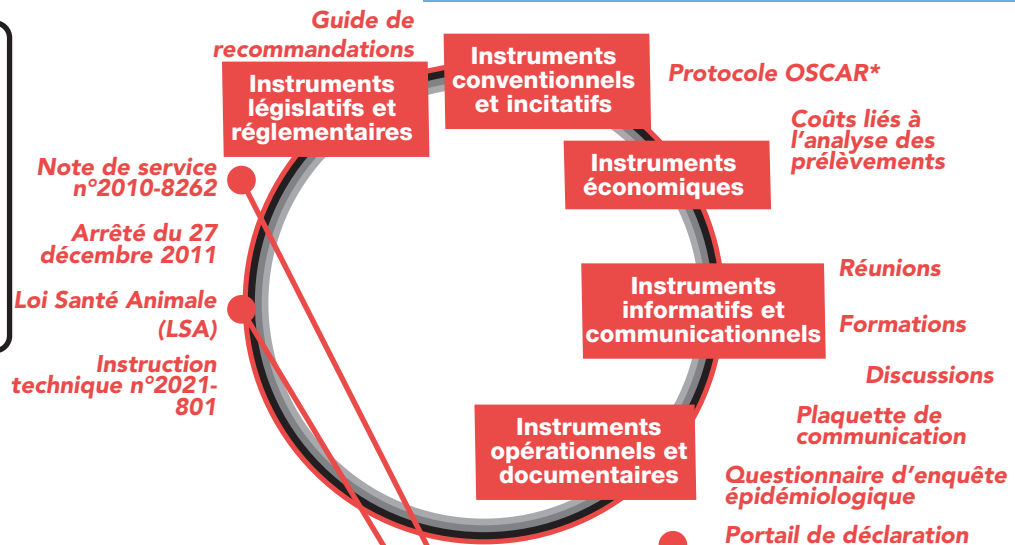 Guide de
recommandations
Instruments
législatifs et
réglementaires
Instruments
conventionnels
et incitatifs
Protocole OSCAR*
Coûts liés à
l'analyse des
prélèvements
Instruments
économiques
Note de service
n°2010-8262
Arrêté du 27
décembre 2011
Loi Santé Animale
(LSA)
Instruction
technique n°2021-
801
Instruments
informatifs et
communicationnels
Réunions
Formations
Discussions
Plaquette de
communication
Instruments
opérationnels et
documentaires
Questionnaire d'enquête
épidémiologique
Portail de déclaration